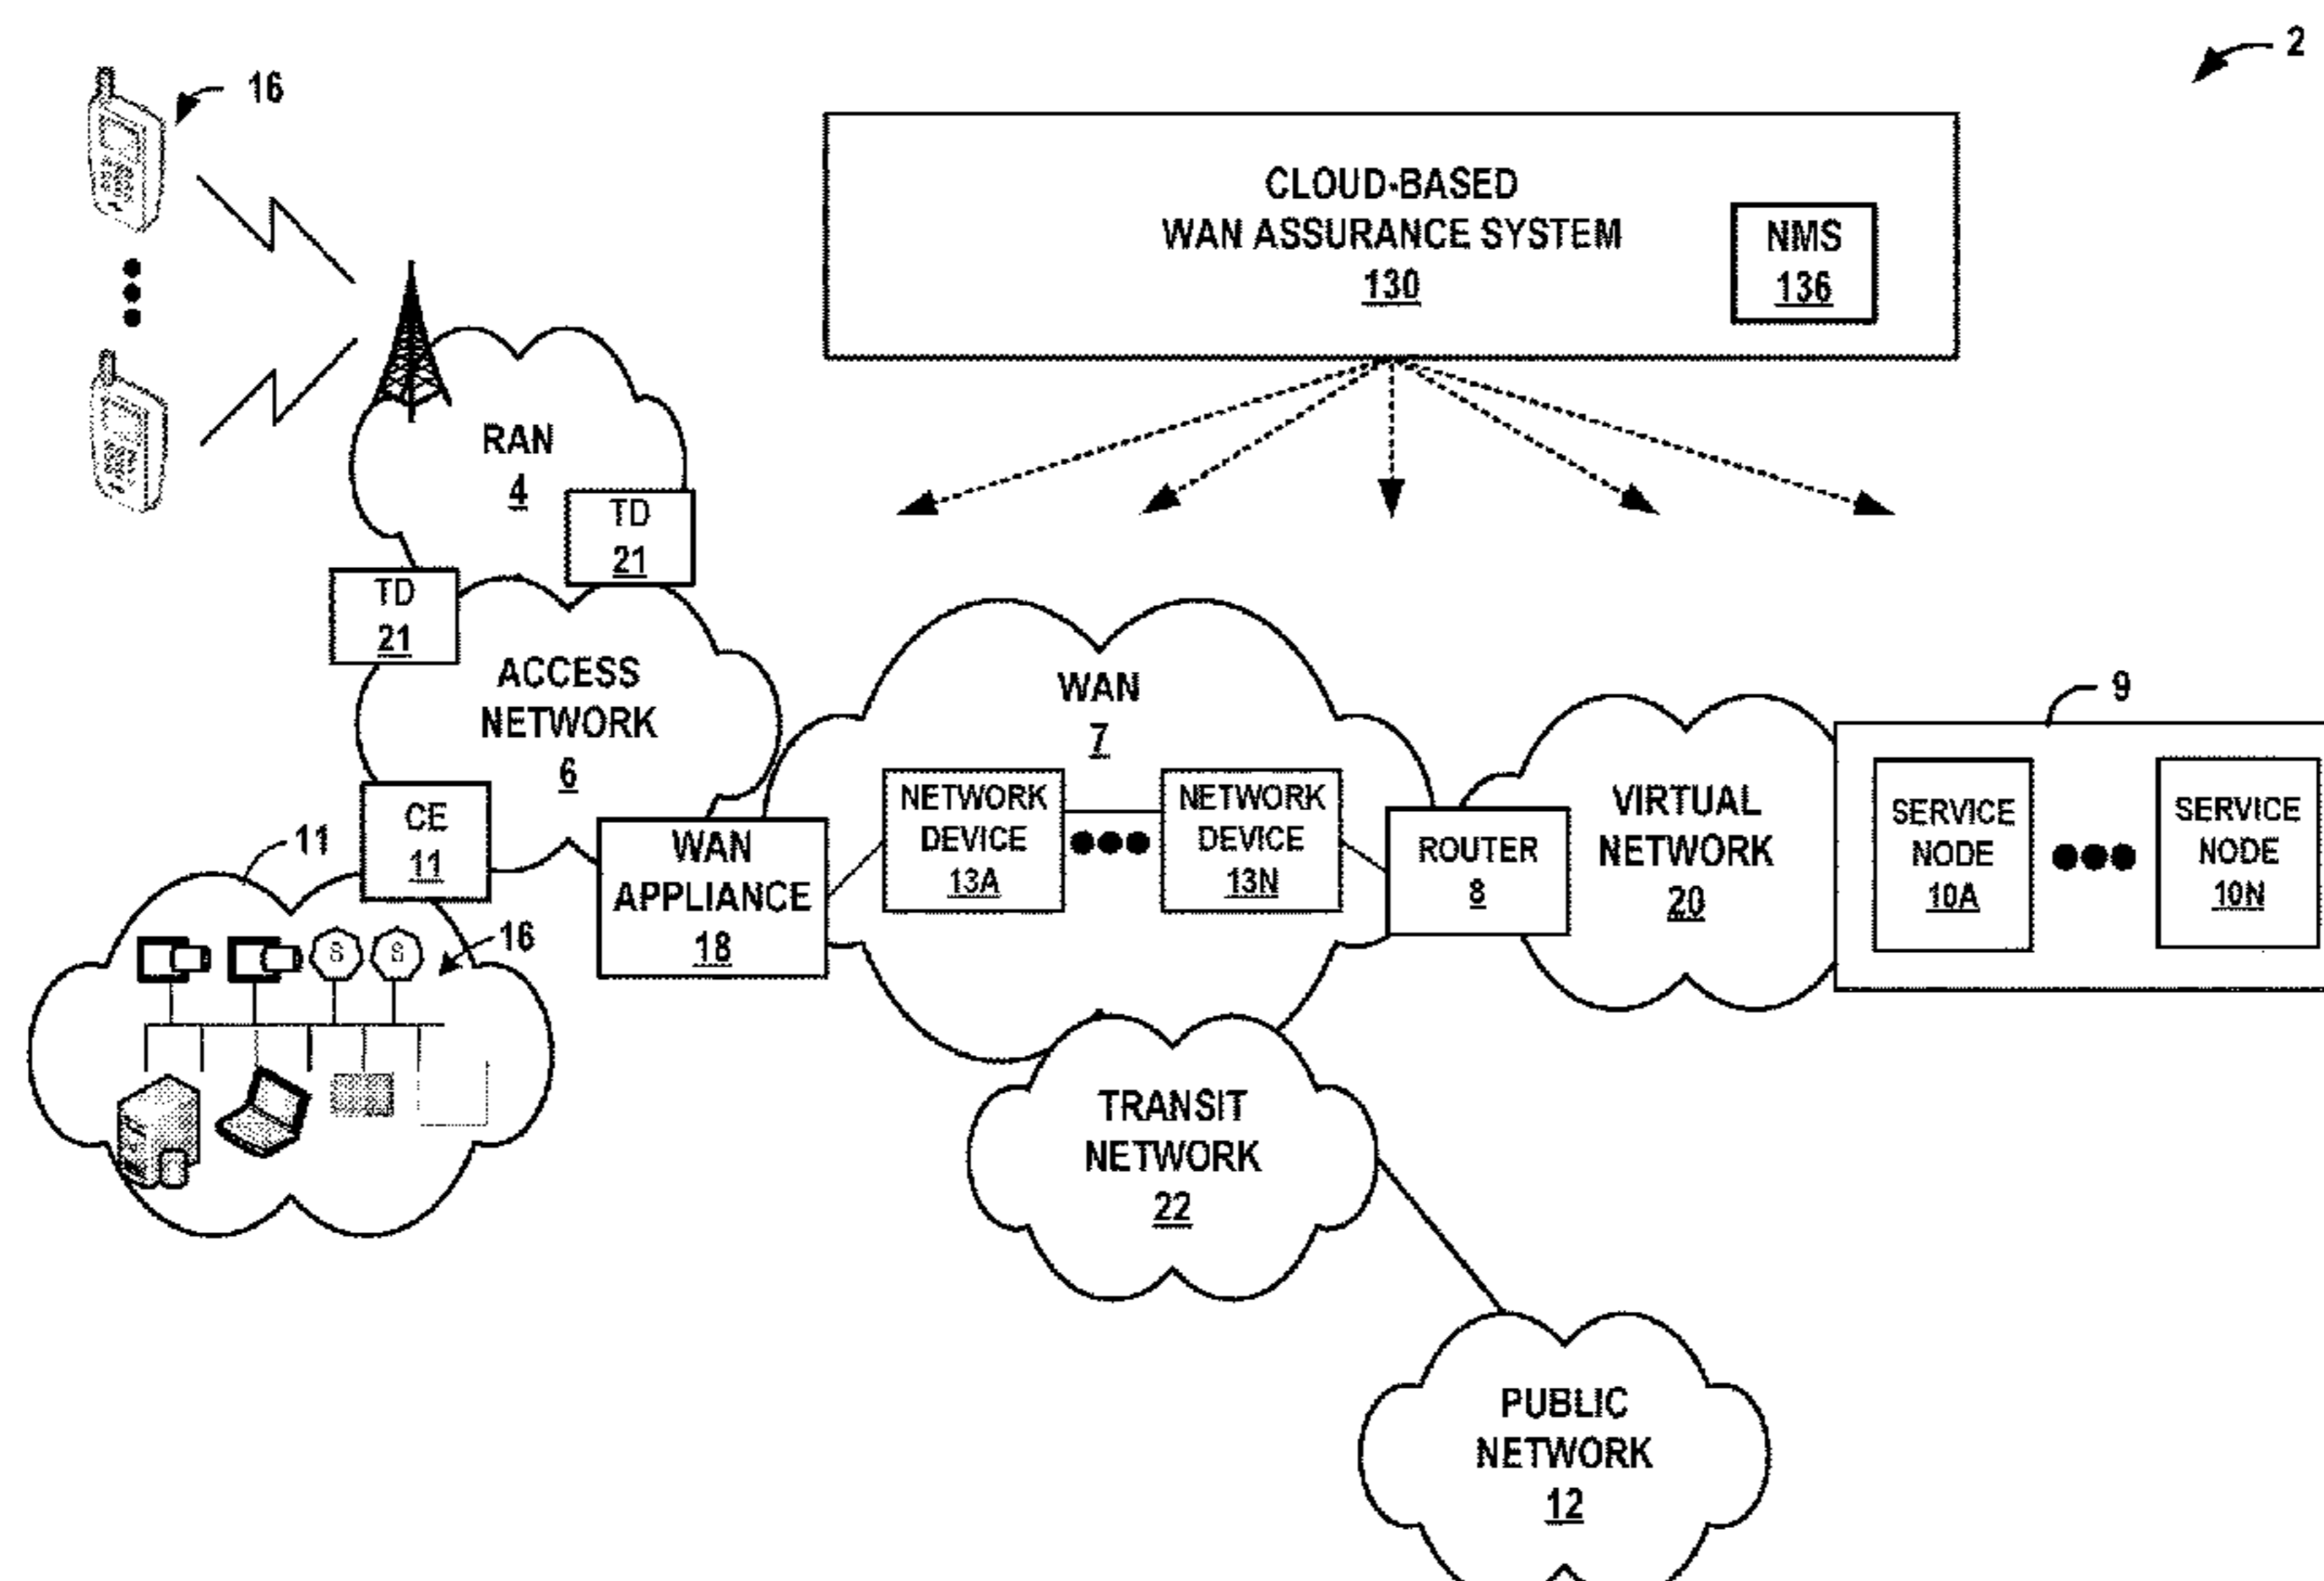 2
16
CLOUD-BASED
WAN ASSURANCE SYSTEM
130
NMS
136
RAN
4
TD
21
TD
21
ACCESS
NETWORK
6
CE
11
11
16
S
S
WAN
APPLIANCE
18
WAN
7
NETWORK
DEVICE
13A
NETWORK
DEVICE
13N
ROUTER
8
VIRTUAL
NETWORK
20
9
SERVICE
NODE
10A
SERVICE
NODE
10N
TRANSIT
NETWORK
22
PUBLIC
NETWORK
12